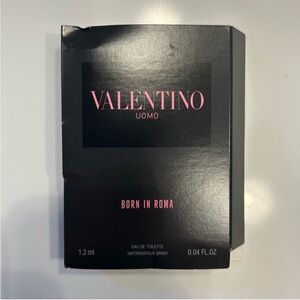 VALENTINO
UOMO
BORN IN ROMA
EAU DE TOILETTE
1,2 ml VAPORISATEUR SPRAY 0.04 FL.OZ